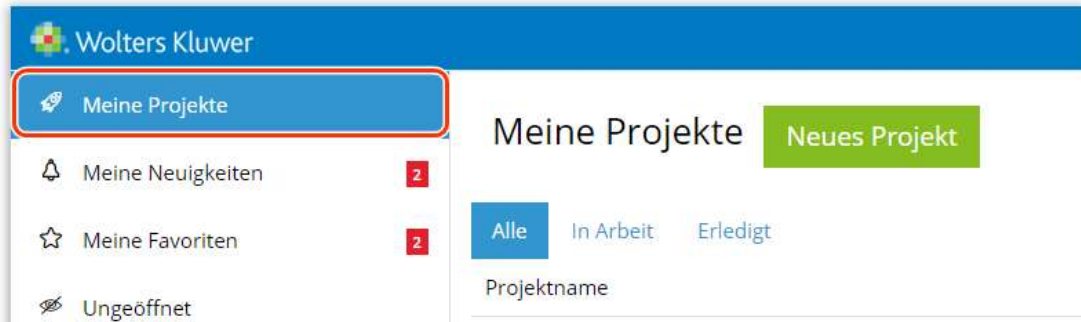 Wolters Kluwer
Meine Projekte
Meine Neuigkeiten 2
Meine Favoriten 2
Ungeöffnet
Meine Projekte Neues Projekt
Alle In Arbeit Erledigt
Projektname